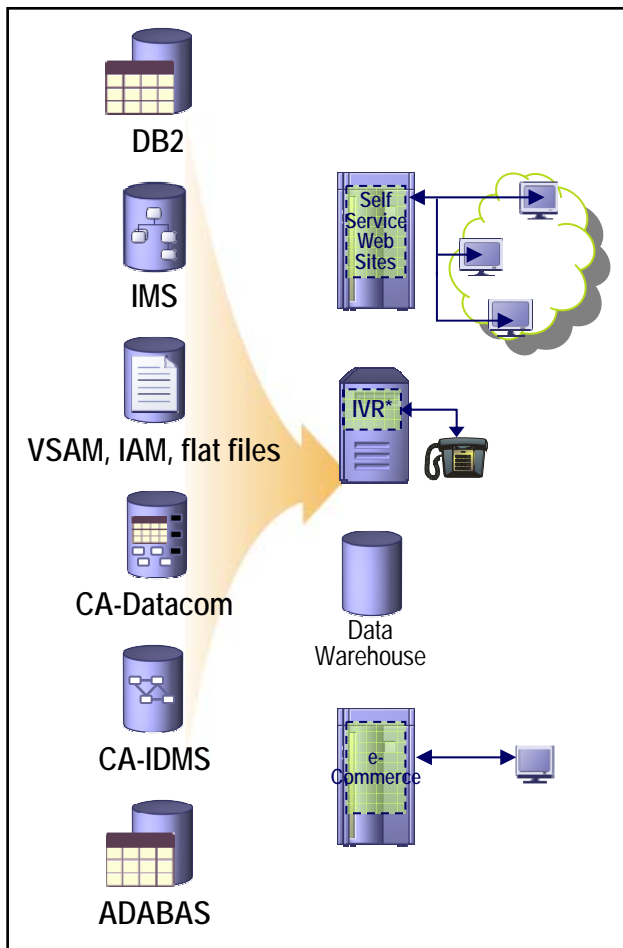 DB2
IMS
VSAM, IAM, flat files
CA-Datacom
CA-IDMS
ADABAS
Self
Service
Web
Sites
IVR*
Data
Warehouse
e-
Commerce